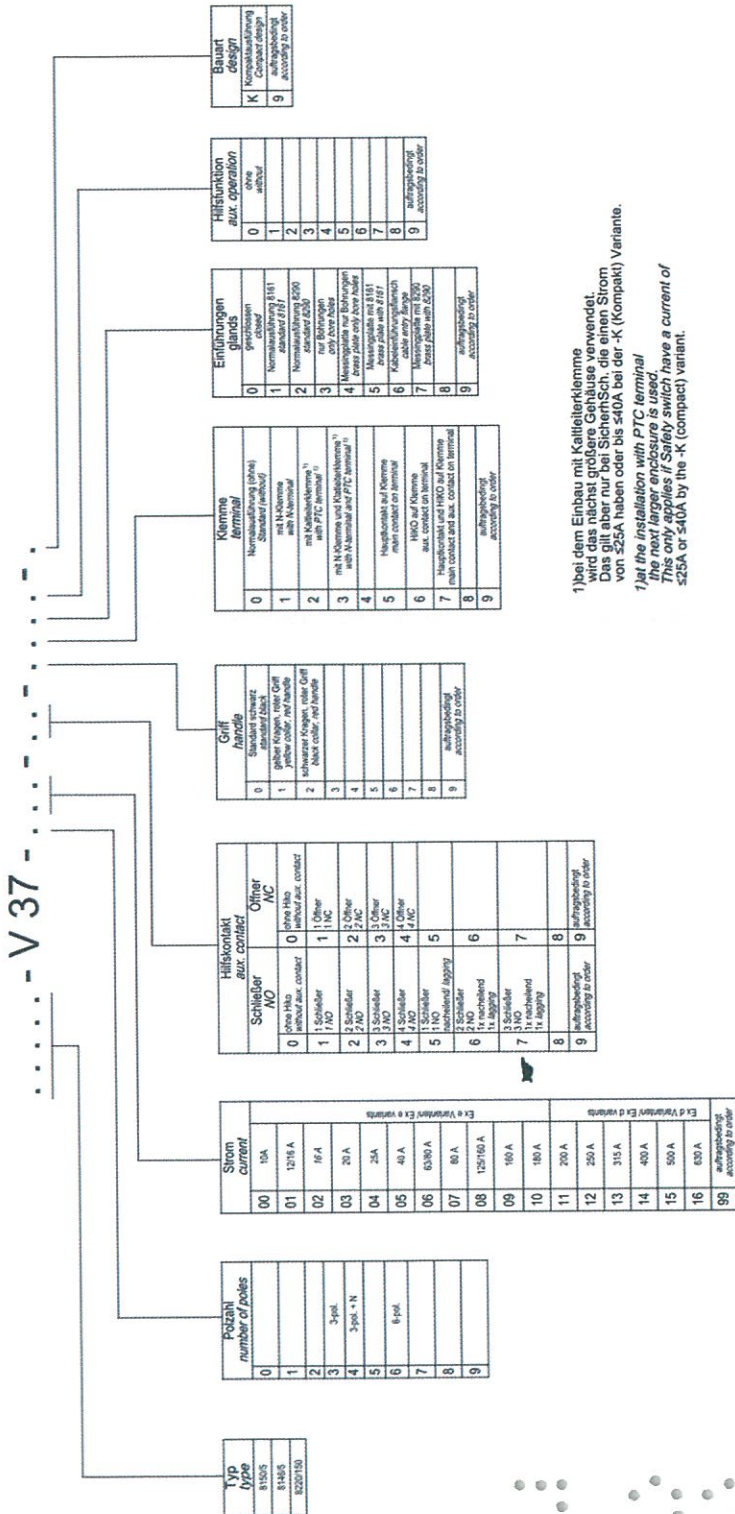 . . . . . - V 37 - . . . - . . - . . . . - .
Typ
type
8150/5
8146/5
8220/150
Polzahl
number of poles
0
1
2
3 3-pol.
4 3-pol. + N
5
6 6-pol.
7
8
9
Strom
current
00 10A
01 12/16 A
02 16 A
03 20 A
04 25A
05 40 A
06 63/80 A
07 80 A
08 125/160 A
09 160 A
10 180 A
11 200 A
12 250 A
13 315 A
14 400 A
15 500 A
16 630 A
99 auftragsbedingt
according to order
Ex e Varianten/ Ex e variants
Ex d Varianten/ Ex d variants
Hilfskontakt
aux. contact
Schließer
NO
0 ohne Hiko
without aux. contact
1 1 Schließer
1 NO
2 2 Schließer
2 NO
3 3 Schließer
3 NO
4 4 Schließer
4 NO
5 1 Schließer
1 NO
nacheilend/ lagging
6 2 Schließer
2 NO
1x nacheilend
1x lagging
7 3 Schließer
3 NO
1x nacheilend
1x lagging
8
9 auftragsbedingt
according to order
Öffner
NC
0 ohne Hiko
without aux. contact
1 1 Öffner
1 NC
2 2 Öffner
2 NC
3 3 Öffner
3 NC
4 4 Öffner
4 NC
5
6
7
8
9 auftragsbedingt
according to order
Griff
handle
0 Standard schwarz
standard black
1 gelber Kragen, roter Griff
yellow collar, red handle
2 schwarzer Kragen, roter Griff
black collar, red handle
3
4
5
6
7
8
9 auftragsbedingt
according to order
Klemme
terminal
0 Normalausführung (ohne)
Standard (without)
1 mit N-Klemme
with N-terminal
2 mit Kaltleiterklemme 1)
with PTC terminal 1)
3 mit N-Klemme und Kaltleiterklemme 1)
with N-terminal and PTC terminal 1)
4
5 Hauptkontakt auf Klemme
main contact on terminal
6 HIKO auf Klemme
aux. contact on terminal
7 Hauptkontakt und HIKO auf Klemme
main contact and aux. contact on terminal
8
9 auftragsbedingt
according to order
Einführungen
glands
0 geschlossen
closed
1 Normalausführung 8161
standard 8161
2 Normalausführung 8290
standard 8290
3 nur Bohrungen
only bore holes
4 Messingplatte nur Bohrungen
brass plate only bore holes
5 Messingplatte mit 8161
brass plate with 8161
6 Kabeleinführungsflansch
cable entry flange
7 Messingplatte mit 8290
brass plate with 8290
8
9 auftragsbedingt
according to order
Hilfsfunktion
aux. operation
0 ohne
without
1
2
3
4
5
6
7
8
9 auftragsbedingt
according to order
Bauart
design
K Kompaktausführung
Compact design
9 auftragsbedingt
according to order
1)bei dem Einbau mit Kaltleiterklemme
wird das nächst größere Gehäuse verwendet.
Das gilt aber nur bei SicherhSch. die einen Strom
von ≤25A haben oder bis ≤40A bei der -K (Kompakt) Variante.
1)at the installation with PTC terminal
the next larger enclosure is used.
This only applies if Safety switch have a current of
≤25A or ≤40A by the -K (compact) variant.